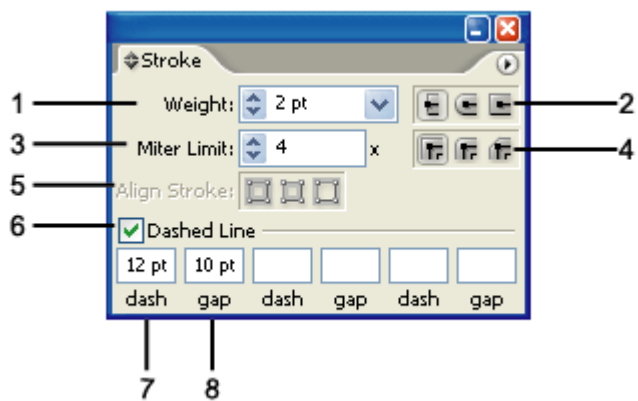 Stroke
1 Weight: 2 pt 2
3 Miter Limit: 4 x 4
5 Align Stroke:
6 Dashed Line
12 pt 10 pt
dash gap dash gap dash gap
7 8